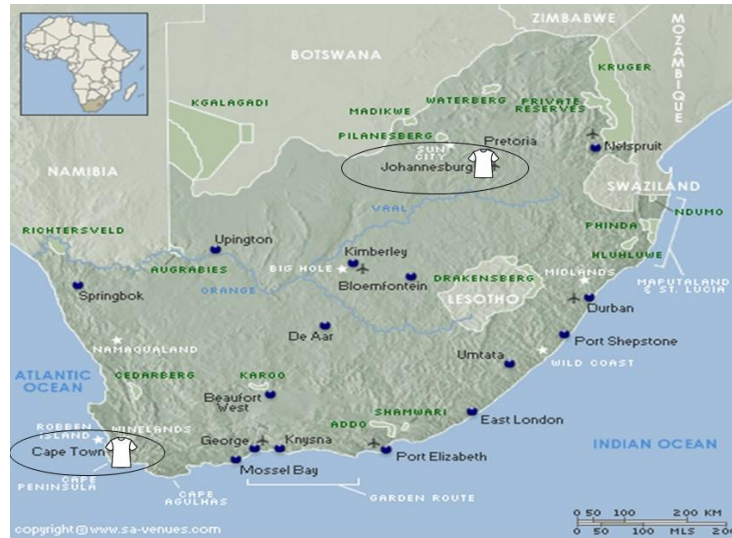 ZIMBABWE
MOZAMBIQUE
BOTSWANA
KRUGER
KGALAGADI
WATERBERG
PRIVATE
RESERVES
MADIKWE
PILANESBERG
SUN
CITY
Pretoria
Nelspruit
Johannesburg
NAMIBIA
SWAZILAND
VAAL
NDUMO
RICHTERSVELD
PHINDA
Upington
Kimberley
HLUHLUWE
AUGRABIES
BIG HOLE
MIDLANDS
MAPUTALAND
& ST. LUCIA
Springbok
ORANGE
Bloemfontein
DRAKENSBERG
LESOTHO
Durban
De Aar
Port Shepstone
NAMAQUALAND
Umtata
WILD COAST
ATLANTIC
OCEAN
CEDARBERG
KAROO
Beaufort
West
SHAMWARI
ADDO
East London
ROBBEN
ISLAND
WINELANDS
George
Knysna
Cape Town
Port Elizabeth
INDIAN OCEAN
Mossel Bay
CAPE
PENINSULA
CAPE
AGULHAS
GARDEN ROUTE
0 50 100 200 KM
0 50 100 MLS 200
copyright@www.sa-venues.com